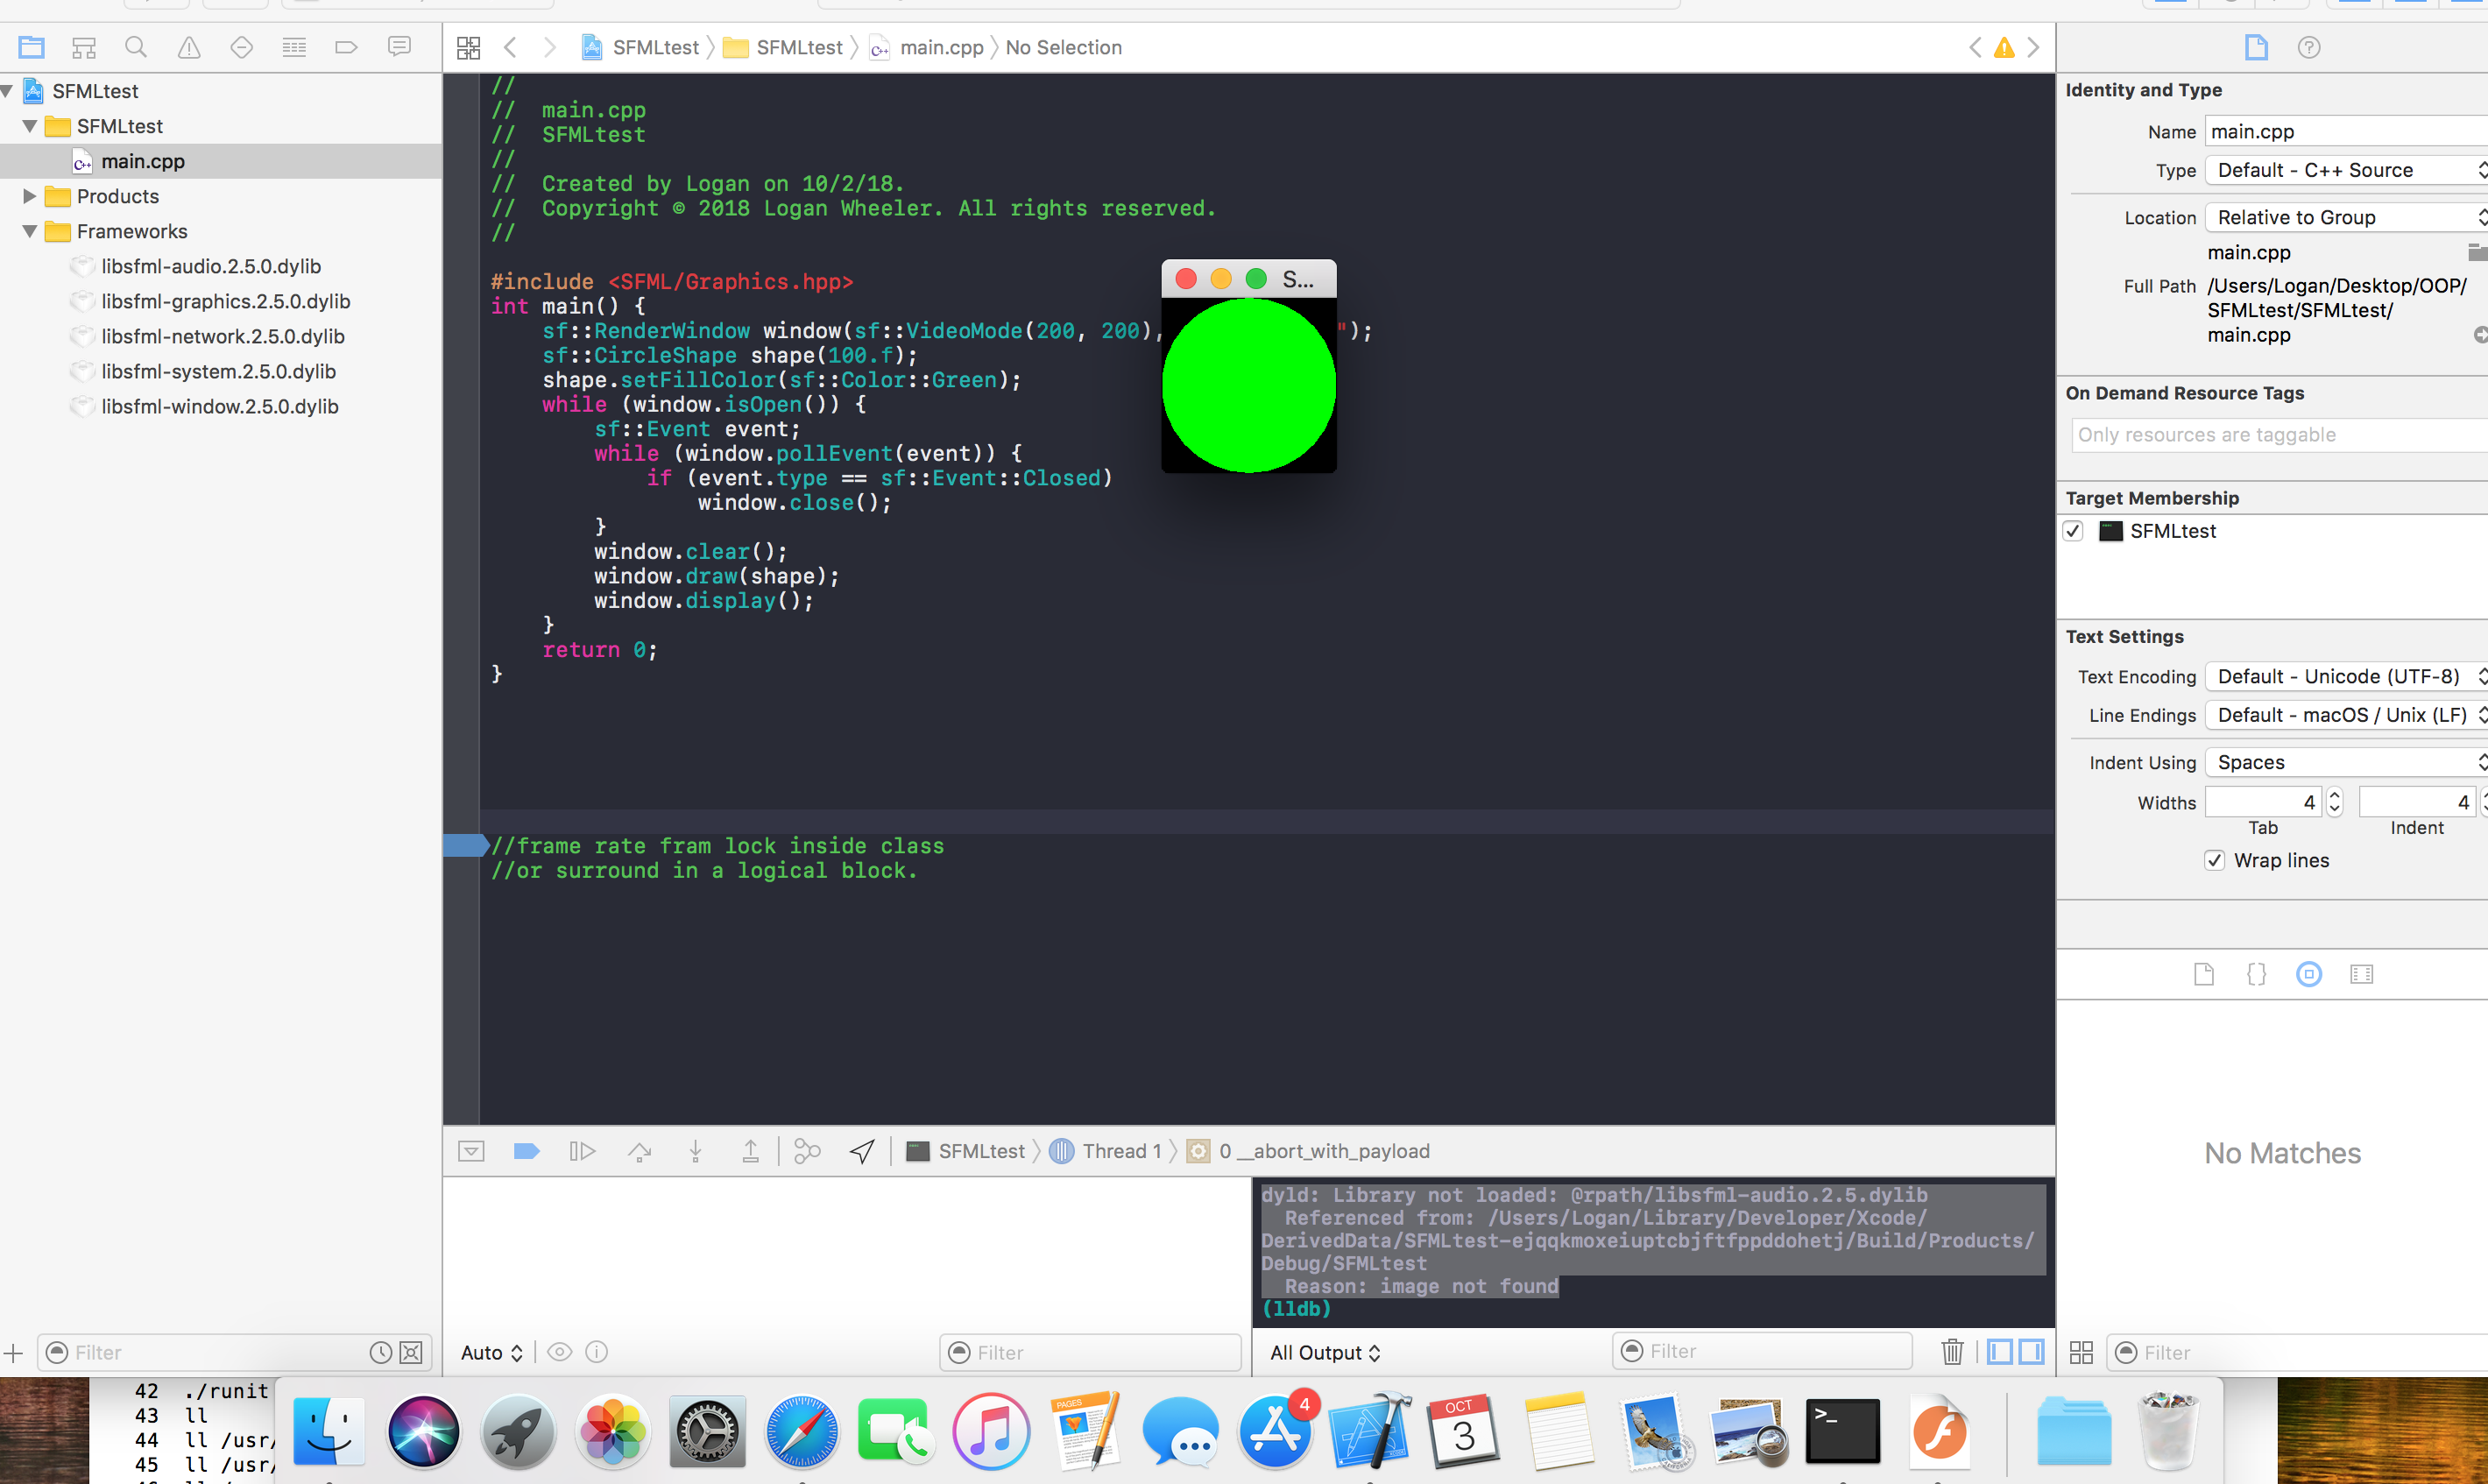 SFMLtest
SFMLtest
main.cpp
No Selection
SFMLtest
SFMLtest
main.cpp
Products
Frameworks
libsfml-audio.2.5.0.dylib
libsfml-graphics.2.5.0.dylib
libsfml-network.2.5.0.dylib
libsfml-system.2.5.0.dylib
libsfml-window.2.5.0.dylib
//
//  main.cpp
//  SFMLtest
//
//  Created by Logan on 10/2/18.
//  Copyright © 2018 Logan Wheeler. All rights reserved.
//
#include <SFML/Graphics.hpp>
int main() {
    sf::RenderWindow window(sf::VideoMode(200, 200), ");
    sf::CircleShape shape(100.f);
    shape.setFillColor(sf::Color::Green);
    while (window.isOpen()) {
        sf::Event event;
        while (window.pollEvent(event)) {
            if (event.type == sf::Event::Closed)
                window.close();
        }
        window.clear();
        window.draw(shape);
        window.display();
    }
    return 0;
}
//frame rate fram lock inside class
//or surround in a logical block.
S...
Identity and Type
Name main.cpp
Type Default - C++ Source
Location Relative to Group
main.cpp
Full Path /Users/Logan/Desktop/OOP/
SFMLtest/SFMLtest/
main.cpp
On Demand Resource Tags
Only resources are taggable
Target Membership
SFMLtest
Text Settings
Text Encoding Default - Unicode (UTF-8)
Line Endings Default - macOS / Unix (LF)
Indent Using Spaces
Widths 4 4
Tab Indent
Wrap lines
No Matches
Filter
SFMLtest Thread 1 0 __abort_with_payload
dyld: Library not loaded: @rpath/libsfml-audio.2.5.dylib
  Referenced from: /Users/Logan/Library/Developer/Xcode/
DerivedData/SFMLtest-ejqqkmoxeiuptcbjftfppddohetj/Build/Products/
Debug/SFMLtest
  Reason: image not found
(lldb)
Filter
Auto
Filter
All Output
Filter
42 ./runit
43 ll
44 ll /usr/
45 ll /usr/
PAGES
4
OCT
3
>_